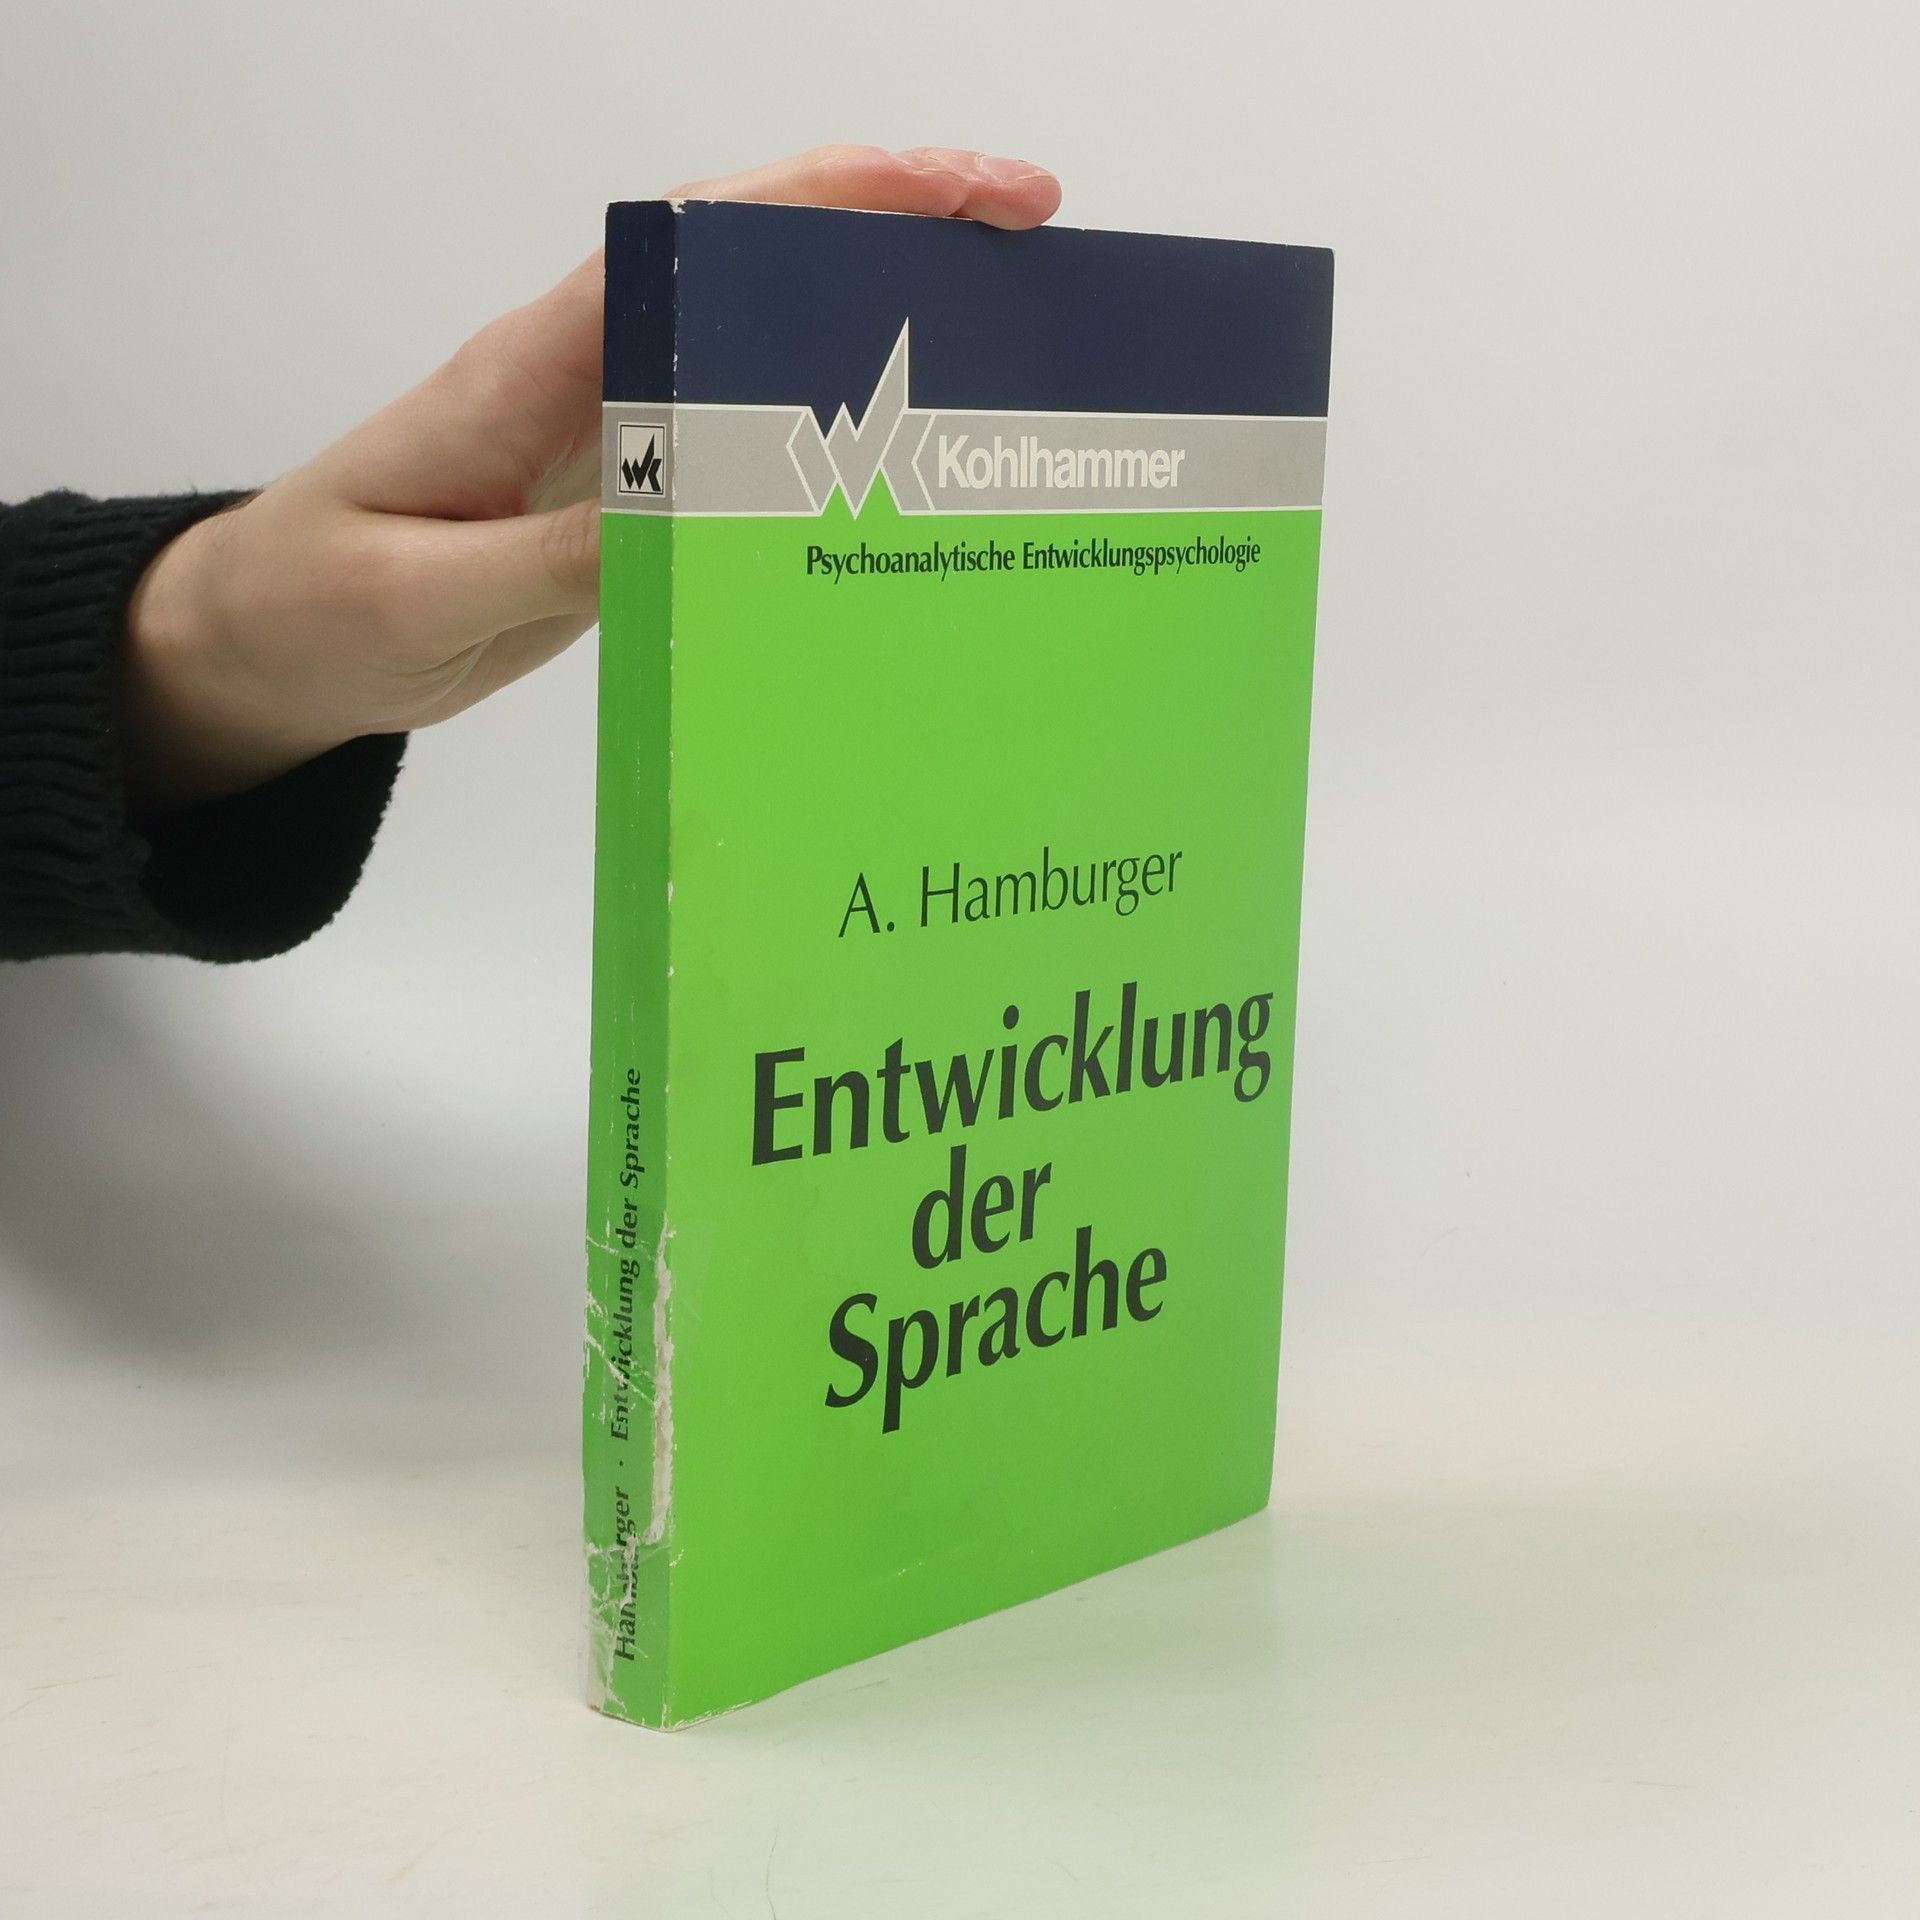 Kohlhammer
Psychoanalytische Entwicklungspsychologie
A. Hamburger
Entwicklung
der
Sprache
Hamburger · Entwicklung der Sprache